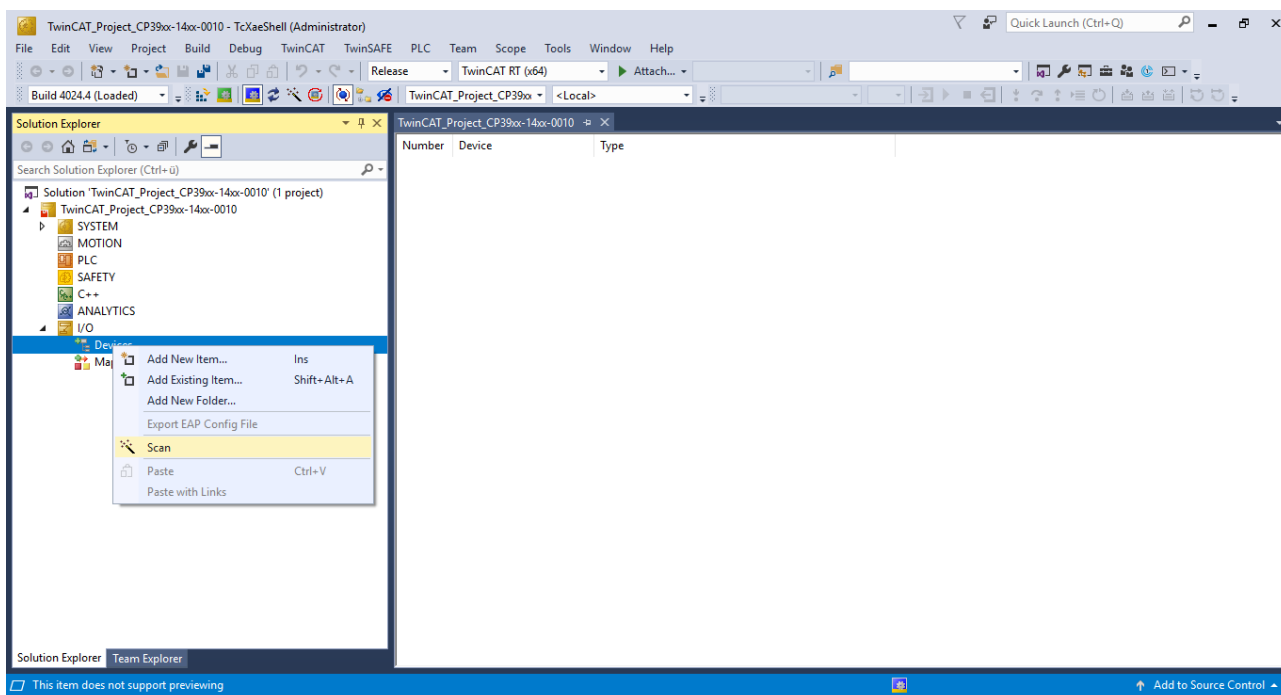 TwinCAT_Project_CP39xx-14xx-0010 - TcXaeShell (Administrator)
Quick Launch (Ctrl+Q)
File Edit View Project Build Debug TwinCAT TwinSAFE PLC Team Scope Tools Window Help
Release TwinCAT RT (x64) Attach...
Build 4024.4 (Loaded) TwinCAT_Project_CP39xx <Local>
Solution Explorer
TwinCAT_Project_CP39xx-14xx-0010
Number Device Type
Search Solution Explorer (Ctrl+ü)
Solution 'TwinCAT_Project_CP39xx-14xx-0010' (1 project)
TwinCAT_Project_CP39xx-14xx-0010
SYSTEM
MOTION
PLC
SAFETY
C++
ANALYTICS
I/O
Devices
Map
Add New Item... Ins
Add Existing Item... Shift+Alt+A
Add New Folder...
Export EAP Config File
Scan
Paste Ctrl+V
Paste with Links
Solution Explorer Team Explorer
This item does not support previewing
Add to Source Control